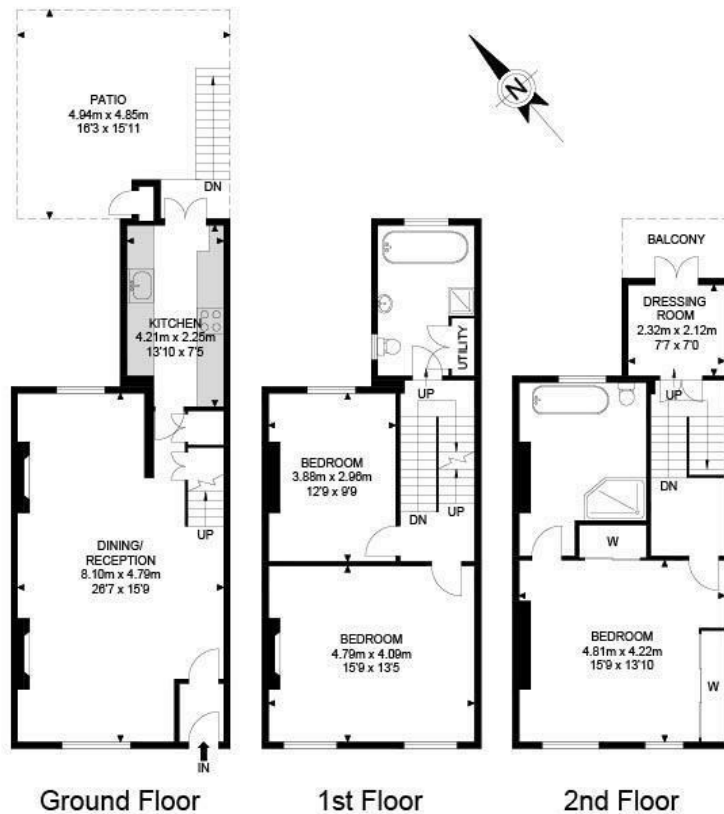 PATIO
4.94m x 4.85m
16'3 x 15'11
DN
N
KITCHEN
4.21m x 2.25m
13'10 x 7'5
UP
DINING/
RECEPTION
8.10m x 4.79m
26'7 x 15'9
IN
Ground Floor
UTILITY
UP
BEDROOM
3.88m x 2.96m
12'9 x 9'9
DN
UP
BEDROOM
4.79m x 4.09m
15'9 x 13'5
1st Floor
BALCONY
DRESSING
ROOM
2.32m x 2.12m
7'7 x 7'0
UP
DN
W
BEDROOM
4.81m x 4.22m
15'9 x 13'10
W
2nd Floor